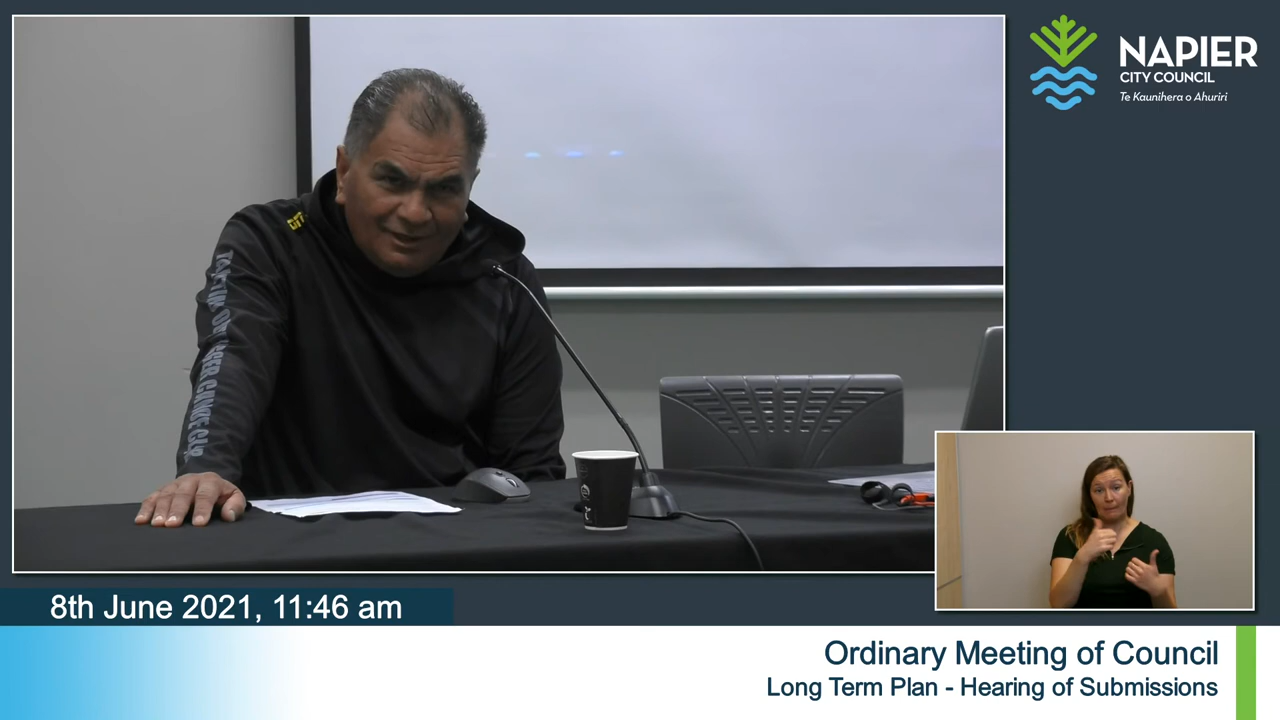 NAPIER
CITY COUNCIL
Te Kaunihera o Ahuriri
8th June 2021, 11:46 am
Ordinary Meeting of Council
Long Term Plan - Hearing of Submissions